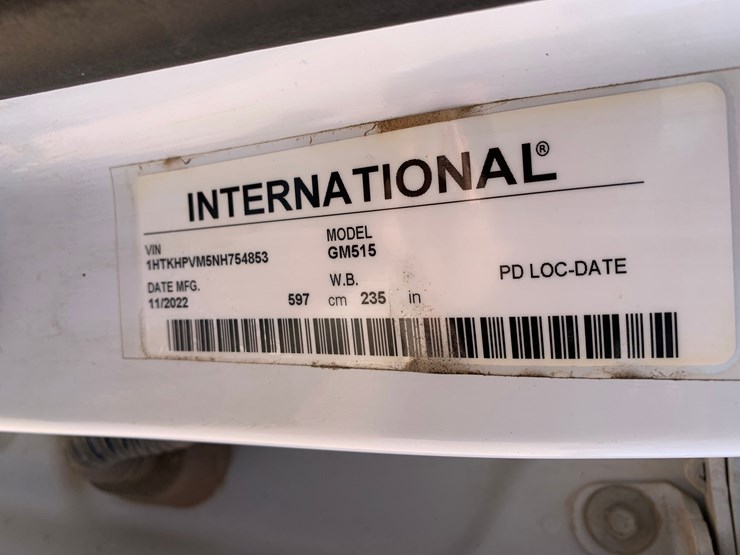 INTERNATIONAL®
VIN
1HTKHPVM5NH754853
MODEL
GM515
DATE MFG.
11/2022
W.B.
597 cm 235 in
PD LOC-DATE